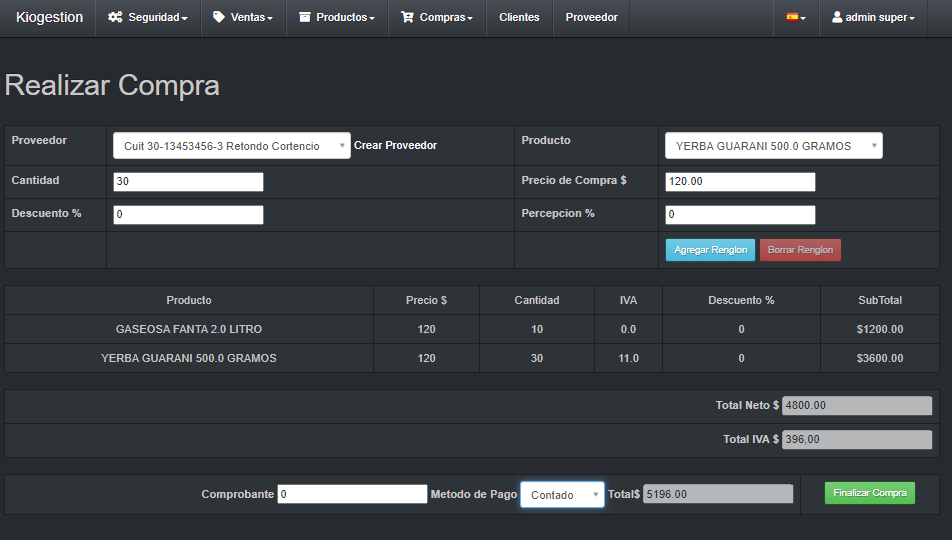 Kiogestion Seguridad Ventas Productos Compras Clientes Proveedor admin super
Realizar Compra
Proveedor Cuit 30-13453456-3 Retondo Cortencio Crear Proveedor Producto YERBA GUARANI 500.0 GRAMOS
Cantidad 30 Precio de Compra $ 120.00
Descuento % 0 Percepcion % 0
Agregar Renglon Borrar Renglon
Producto Precio $ Cantidad IVA Descuento % SubTotal
GASEOSA FANTA 2.0 LITRO 120 10 0.0 0 $1200.00
YERBA GUARANI 500.0 GRAMOS 120 30 11.0 0 $3600.00
Total Neto $ 4800.00
Total IVA $ 396,00
Comprobante 0 Metodo de Pago Contado Total$ 5196.00 Finalizar Compra